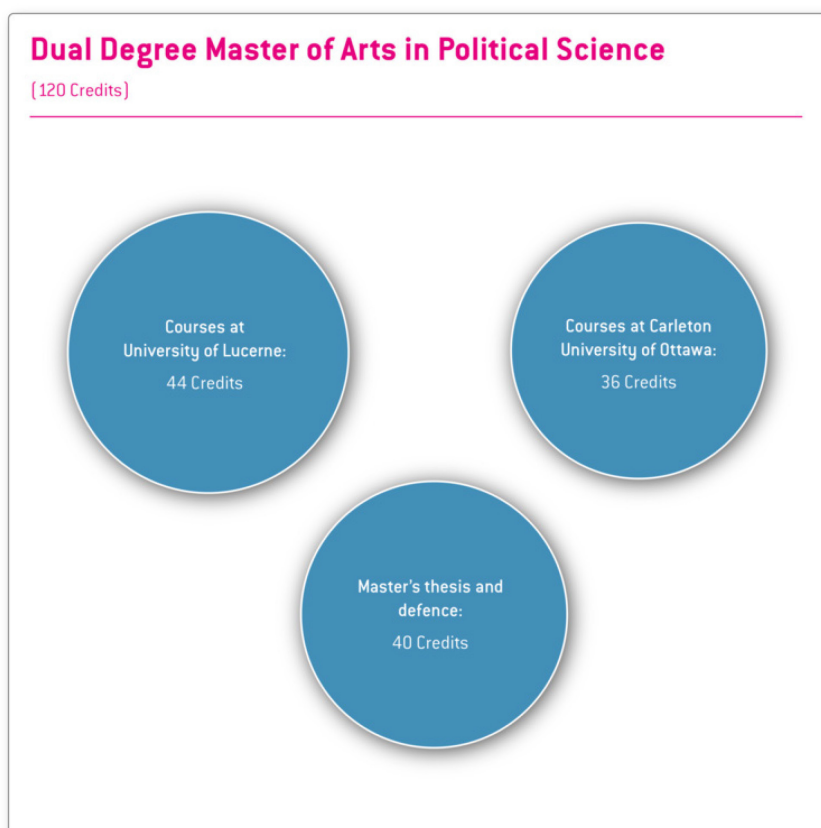 Dual Degree Master of Arts in Political Science
(120 Credits)
Courses at
University of Lucerne:
44 Credits
Courses at Carleton
University of Ottawa:
36 Credits
Master's thesis and
defence:
40 Credits